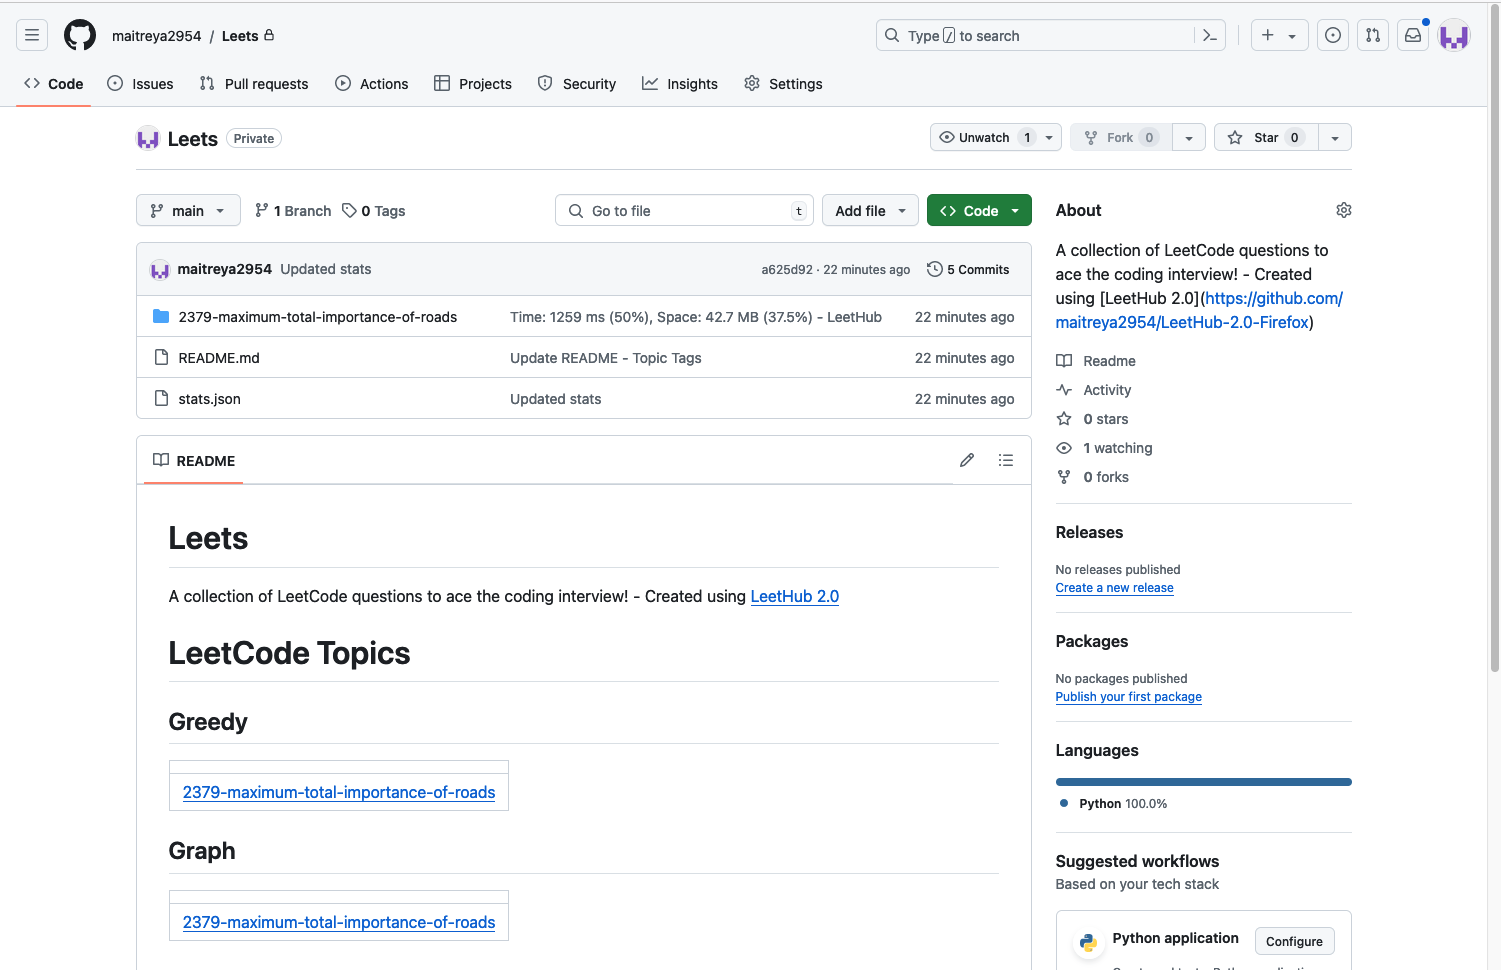 maitreya2954 / Leets
Type / to search
Code Issues Pull requests Actions Projects Security Insights Settings
Leets Private
Unwatch 1 Fork 0 Star 0
main 1 Branch 0 Tags
Go to file t
Add file
Code
maitreya2954 Updated stats a625d92 · 22 minutes ago 5 Commits
2379-maximum-total-importance-of-roads Time: 1259 ms (50%), Space: 42.7 MB (37.5%) - LeetHub 22 minutes ago
README.md Update README - Topic Tags 22 minutes ago
stats.json Updated stats 22 minutes ago
README
Leets
A collection of LeetCode questions to ace the coding interview! - Created using LeetHub 2.0
LeetCode Topics
Greedy
2379-maximum-total-importance-of-roads
Graph
2379-maximum-total-importance-of-roads
About
A collection of LeetCode questions to
ace the coding interview! - Created
using [LeetHub 2.0](https://github.com/
maitreya2954/LeetHub-2.0-Firefox)
Readme
Activity
0 stars
1 watching
0 forks
Releases
No releases published
Create a new release
Packages
No packages published
Publish your first package
Languages
Python 100.0%
Suggested workflows
Based on your tech stack
Python application
Configure